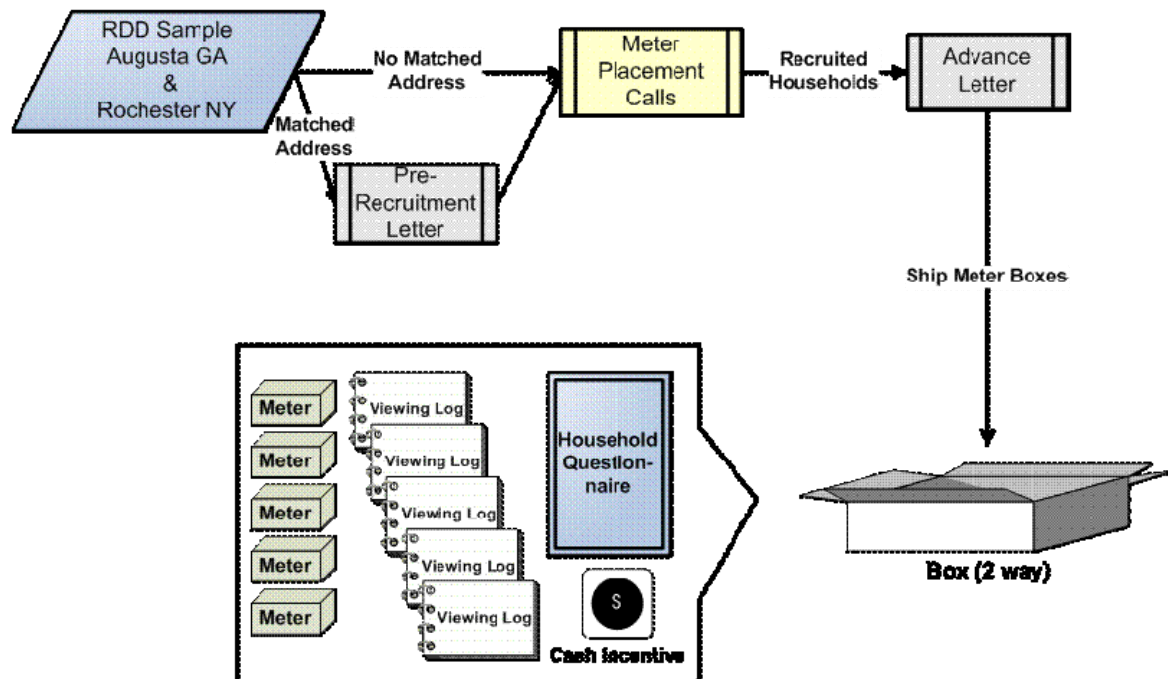 RDD Sample
Augusta GA
&
Rochester NY
No Matched
Address
Matched
Address
Pre-
Recruitment
Letter
Meter
Placement
Calls
Recruited
Households
Advance
Letter
Ship Meter Boxes
Meter
Meter
Meter
Meter
Meter
Viewing Log
Viewing Log
Viewing Log
Viewing Log
Viewing Log
Household
Question-
naire
S
Cash Incentive
Box (2 way)